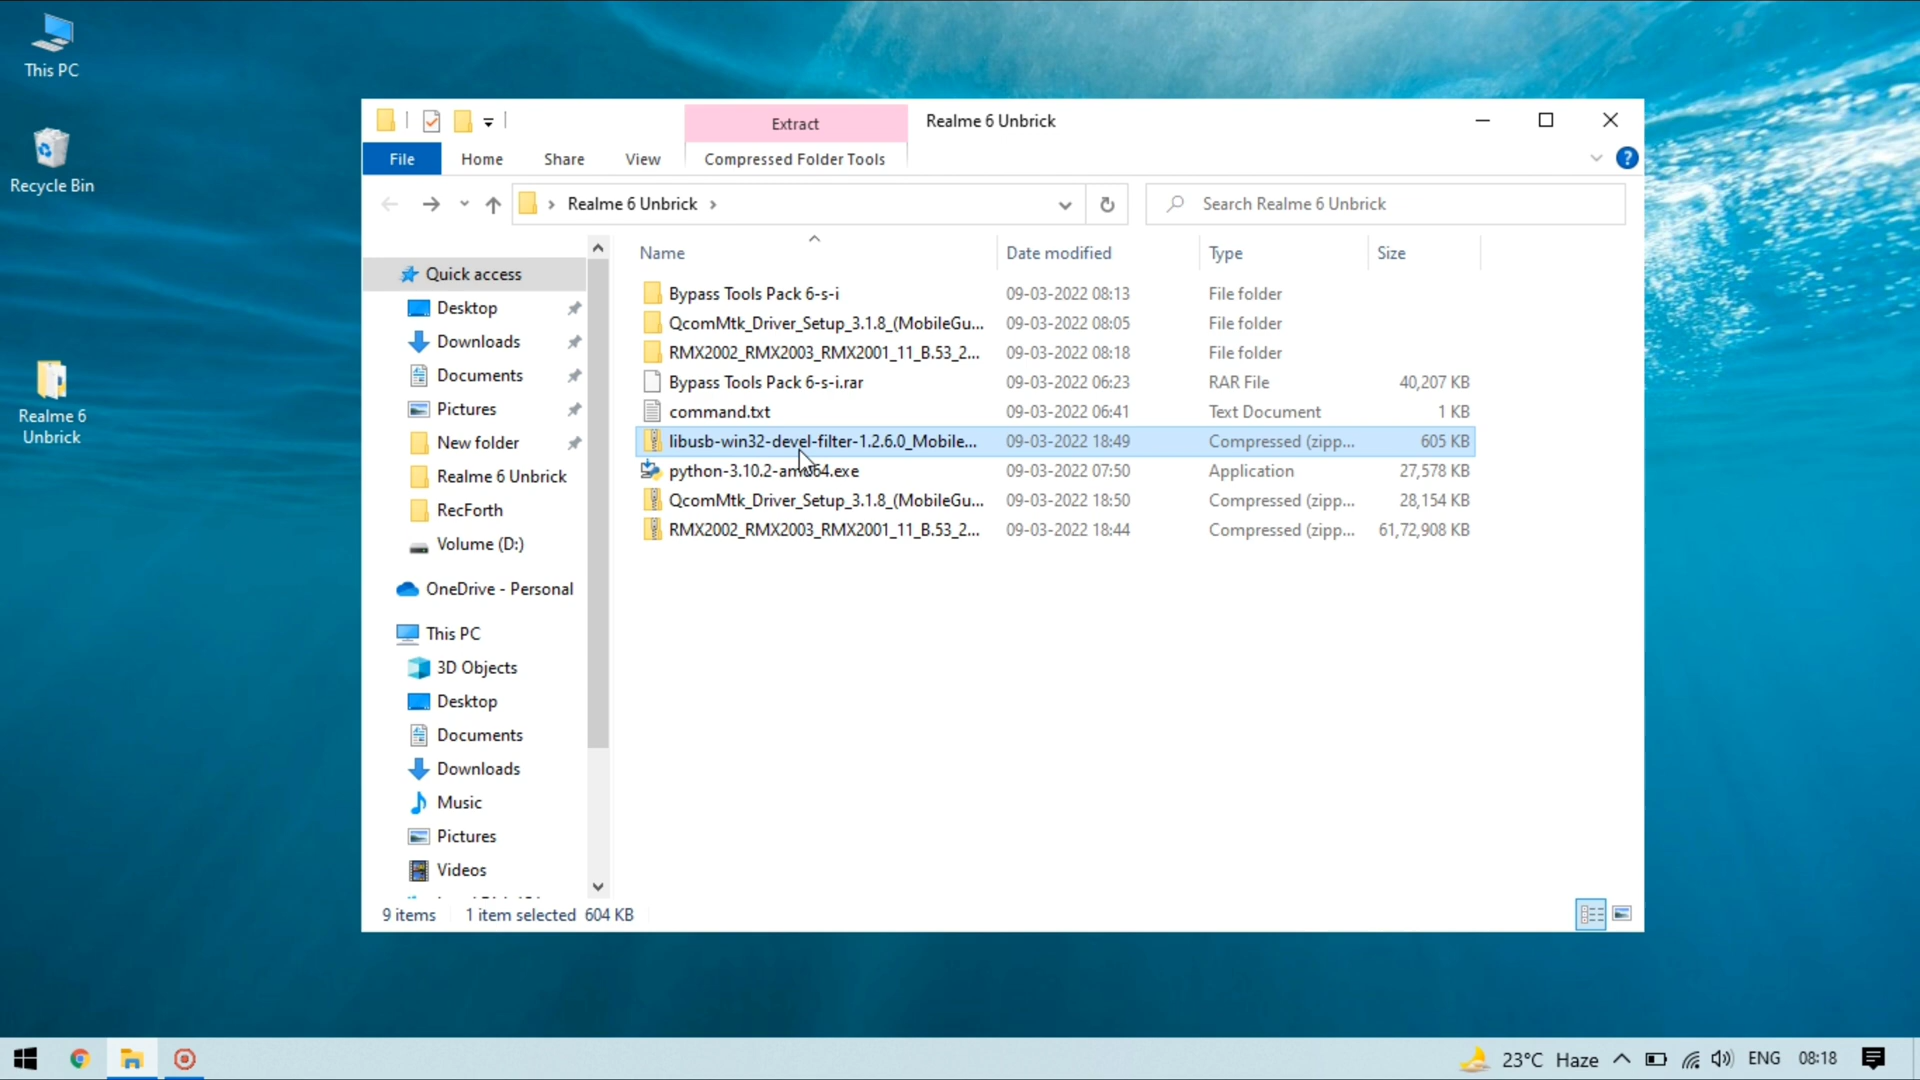 This PC
Recycle Bin
Realme 6
Unbrick
Extract
Realme 6 Unbrick
File
Home
Share
View
Compressed Folder Tools
Realme 6 Unbrick
Search Realme 6 Unbrick
Name
Date modified
Type
Size
Quick access
Desktop
Downloads
Documents
Pictures
New folder
Realme 6 Unbrick
RecForth
Volume (D:)
OneDrive - Personal
This PC
3D Objects
Desktop
Documents
Downloads
Music
Pictures
Videos
Bypass Tools Pack 6-s-i 09-03-2022 08:13 File folder
QcomMtk_Driver_Setup_3.1.8_(MobileGu... 09-03-2022 08:05 File folder
RMX2002_RMX2003_RMX2001_11_B.53_2... 09-03-2022 08:18 File folder
Bypass Tools Pack 6-s-i.rar 09-03-2022 06:23 RAR File 40,207 KB
command.txt 09-03-2022 06:41 Text Document 1 KB
libusb-win32-devel-filter-1.2.6.0_Mobile... 09-03-2022 18:49 Compressed (zipp... 605 KB
python-3.10.2-amd64.exe 09-03-2022 07:50 Application 27,578 KB
QcomMtk_Driver_Setup_3.1.8_(MobileGu... 09-03-2022 18:50 Compressed (zipp... 28,154 KB
RMX2002_RMX2003_RMX2001_11_B.53_2... 09-03-2022 18:44 Compressed (zipp... 61,72,908 KB
9 items 1 item selected 604 KB
23°C Haze ENG 08:18